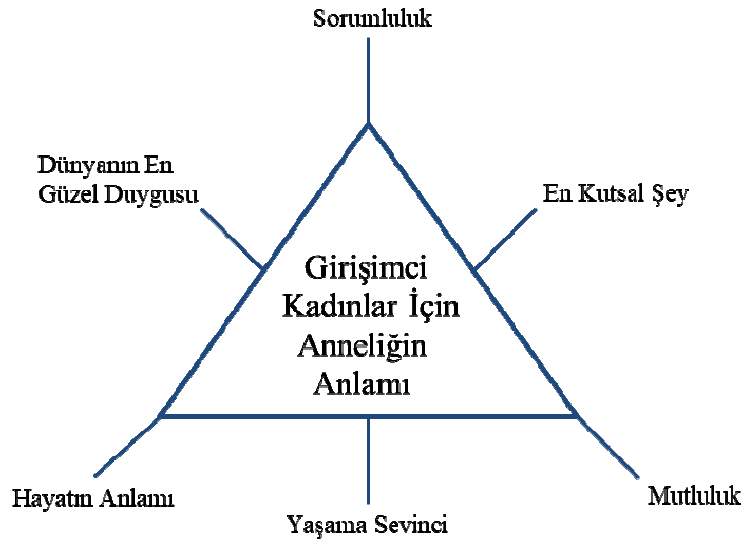 Sorumluluk
Dünyanın En
Güzel Duygusu
En Kutsal Şey
Girişimci
Kadınlar İçin
Anneliğin
Anlamı
Hayatın Anlamı
Yaşama Sevinci
Mutluluk